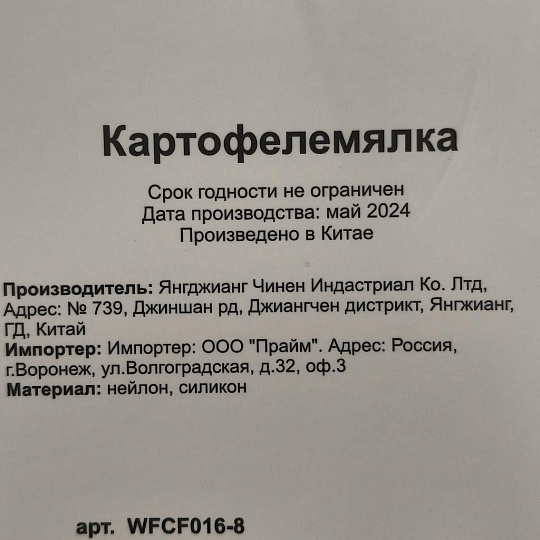 Картофелемялка
Срок годности не ограничен
Дата производства: май 2024
Произведено в Китае
Производитель: Янгджианг Чинен Индастриал Ко. Лтд,
Адрес: № 739, Джиншан рд, Джиангчен дистрикт, Янгжианг,
ГД, Китай
Импортер: Импортер: ООО "Прайм". Адрес: Россия,
г.Воронеж, ул.Волгоградская, д.32, оф.3
Материал: нейлон, силикон
арт. WFCF016-8